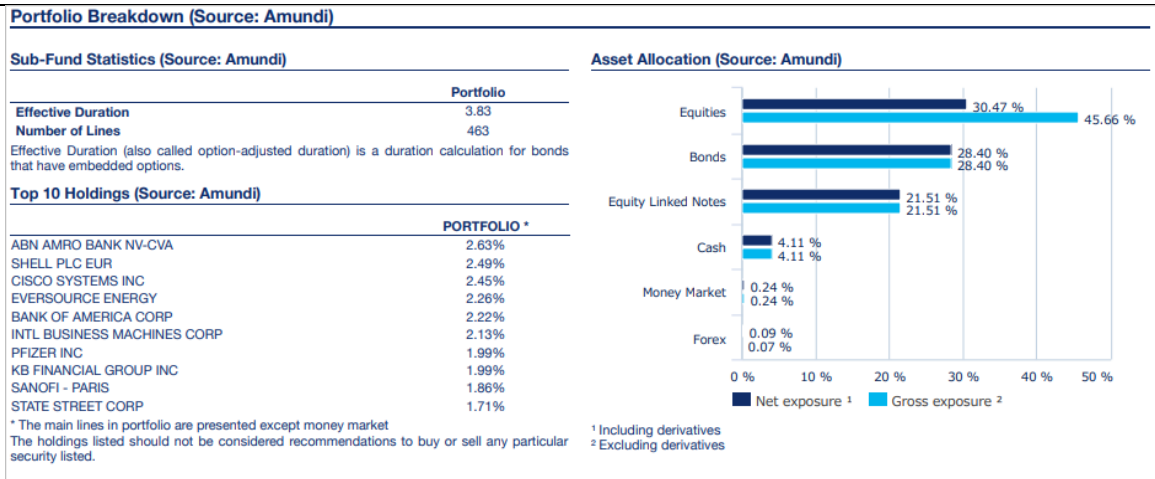 Portfolio Breakdown (Source: Amundi)
Sub-Fund Statistics (Source: Amundi)
Portfolio
Effective Duration 3.83
Number of Lines 463
Effective Duration (also called option-adjusted duration) is a duration calculation for bonds
that have embedded options.
Top 10 Holdings (Source: Amundi)
PORTFOLIO *
ABN AMRO BANK NV-CVA 2.63%
SHELL PLC EUR 2.49%
CISCO SYSTEMS INC 2.45%
EVERSOURCE ENERGY 2.26%
BANK OF AMERICA CORP 2.22%
INTL BUSINESS MACHINES CORP 2.13%
PFIZER INC 1.99%
KB FINANCIAL GROUP INC 1.99%
SANOFI - PARIS 1.86%
STATE STREET CORP 1.71%
* The main lines in portfolio are presented except money market
The holdings listed should not be considered recommendations to buy or sell any particular
security listed.
Asset Allocation (Source: Amundi)
Equities 30.47 %
45.66 %
Bonds 28.40 %
28.40 %
Equity Linked Notes 21.51 %
21.51 %
Cash 4.11 %
4.11 %
Money Market 0.24 %
0.24 %
Forex 0.09 %
0.07 %
0 % 10 % 20 % 30 % 40 % 50 %
Net exposure ¹ Gross exposure ²
¹ Including derivatives
² Excluding derivatives